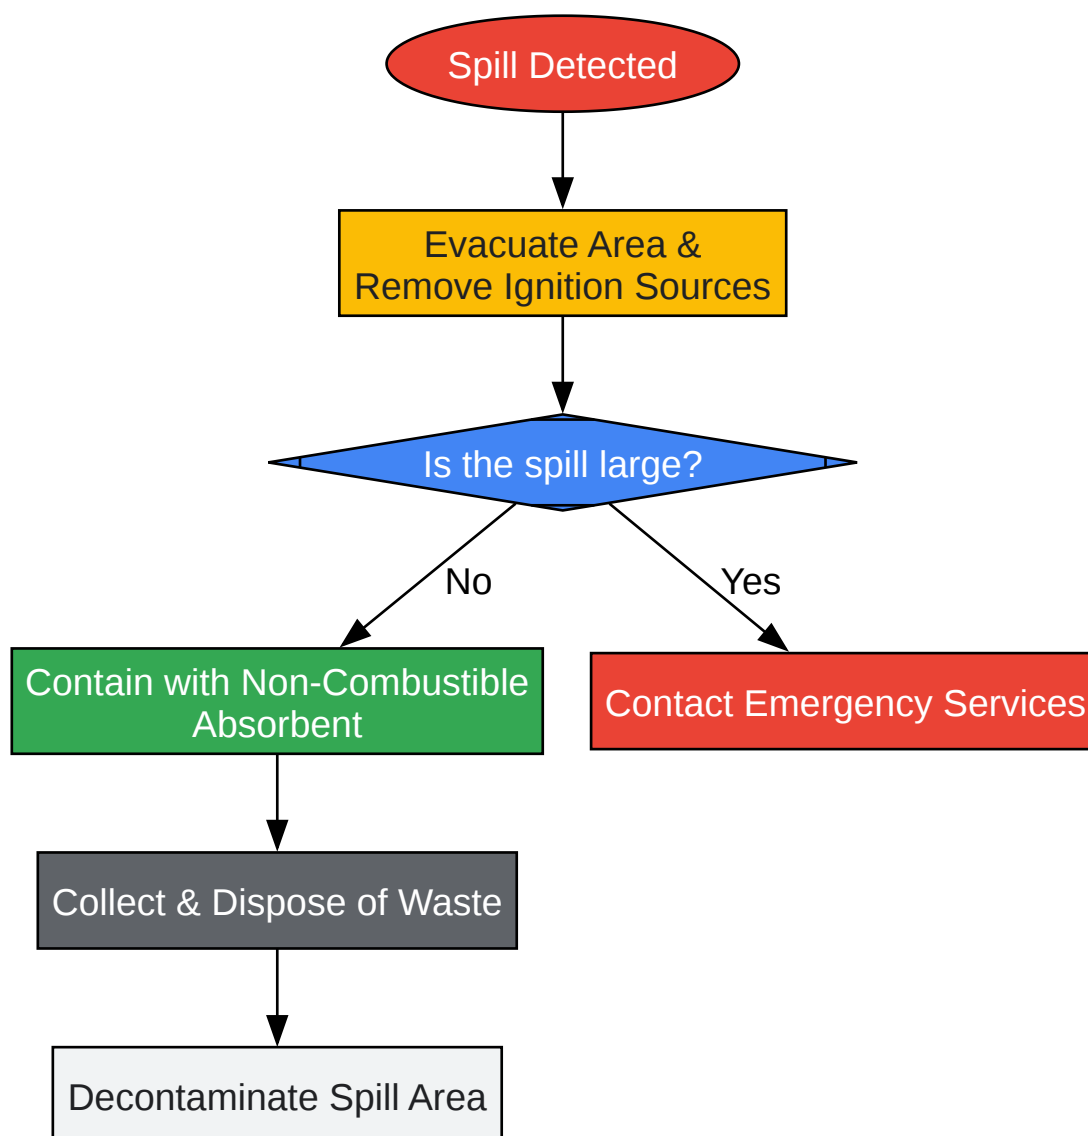 Spill Detected
Evacuate Area &
Remove Ignition Sources
Is the spill large?
No
Yes
Contain with Non-Combustible
Absorbent
Contact Emergency Services
Collect & Dispose of Waste
Decontaminate Spill Area